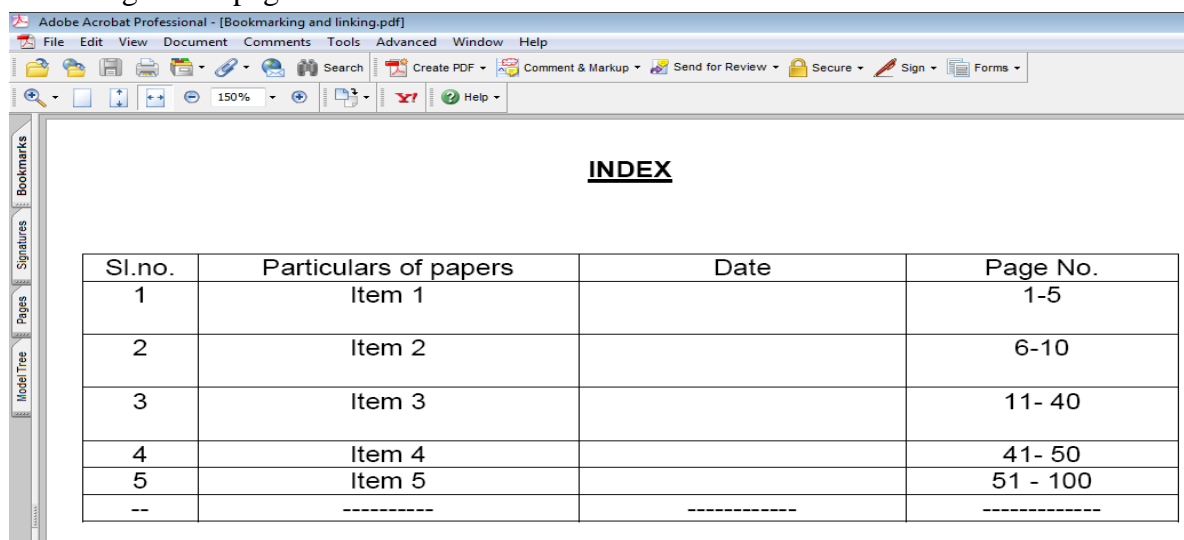 Adobe Acrobat Professional - [Bookmarking and linking.pdf]
File Edit View Document Comments Tools Advanced Window Help
Search Create PDF Comment & Markup Send for Review Secure Sign Forms
150% Y! Help
Bookmarks
Signatures
Pages
Model Tree
INDEX
Sl.no. Particulars of papers Date Page No.
1 Item 1 1-5
2 Item 2 6-10
3 Item 3 11- 40
4 Item 4 41- 50
5 Item 5 51 - 100
-- ---------- ------------ -------------